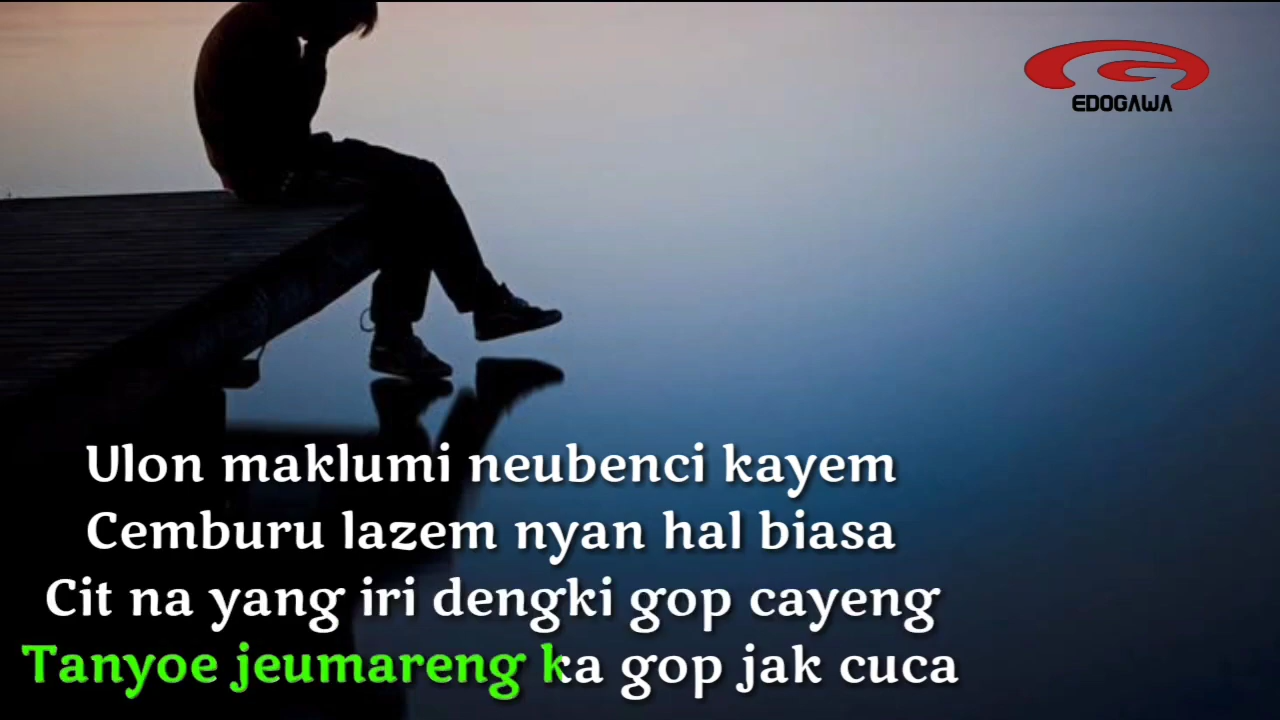 EDOGAWA
Ulon maklumi neubenci kayem
Cemburu lazem nyan hal biasa
Cit na yang iri dengki gop cayeng
Tanyoe jeumareng ka gop jak cuca